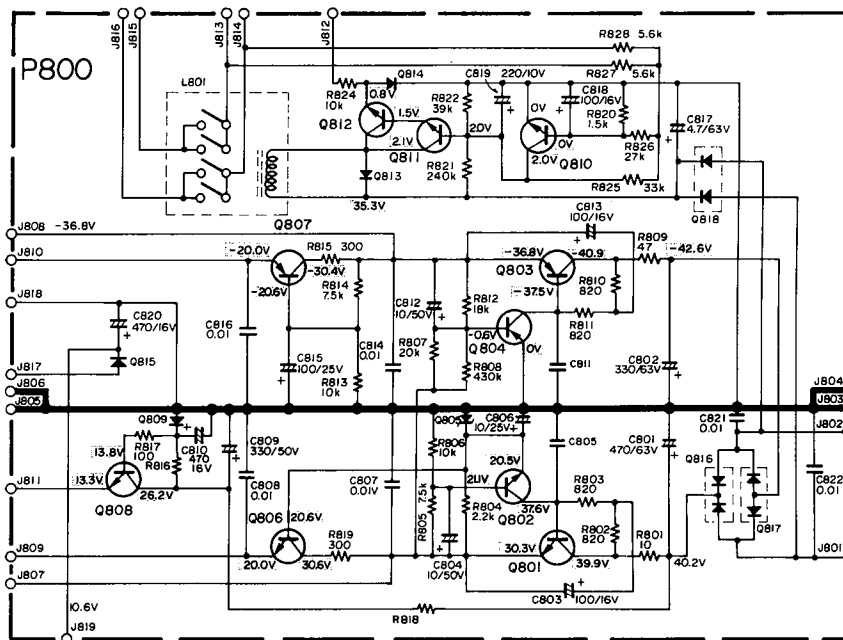 P800
J816
J815
J813
J814
J812
R828 5.6k
R827 5.6k
L801
R824
10k
0.8V
Q814
C819
220/10V
C818
100/16V
Q812
1.5V
R822
39k
0V
R820
1.5k
C817
4.7/63V
2.1V
Q811
2.0V
R821
240k
0V
2.0V
Q810
R826
27k
R825
33k
Q813
35.3V
Q818
Q807
C813
100/16V
J808 -36.8V
J810
-20.0V
R815 300
-30.4V
-20.6V
R814
7.5k
-36.8V
Q803
-40.9
R809
47
-42.6V
-37.5V
R810
820
J818
C820
470/16V
C816
0.01
C812
10/50V
R812
18k
R811
820
-0.6V
Q804
0V
Q815
C815
100/25V
C814
0.01
R813
10k
R807
20k
R808
430k
C811
C802
330/63V
J817
J806
J805
J804
J803
J802
Q809
R817
100
C810
470
16V
R816
13.8V
13.3V
Q808
26.2V
J811
C809
330/50V
C808
0.01
Q806
20.6V
C807
0.01V
Q805
C806
10/25V
R806
10k
R805 7.5k
21.1V
20.5V
R804
2.2k
Q802
37.6V
C805
R803
820
R802
820
C801
470/63V
C821
0.01
Q816
Q817
C822
0.01
J809
20.0V
30.6V
R819
300
C804
10/50V
30.3V
Q801
39.9V
R801
10
40.2V
J801
J807
C803
100/16V
R818
10.6V
J819